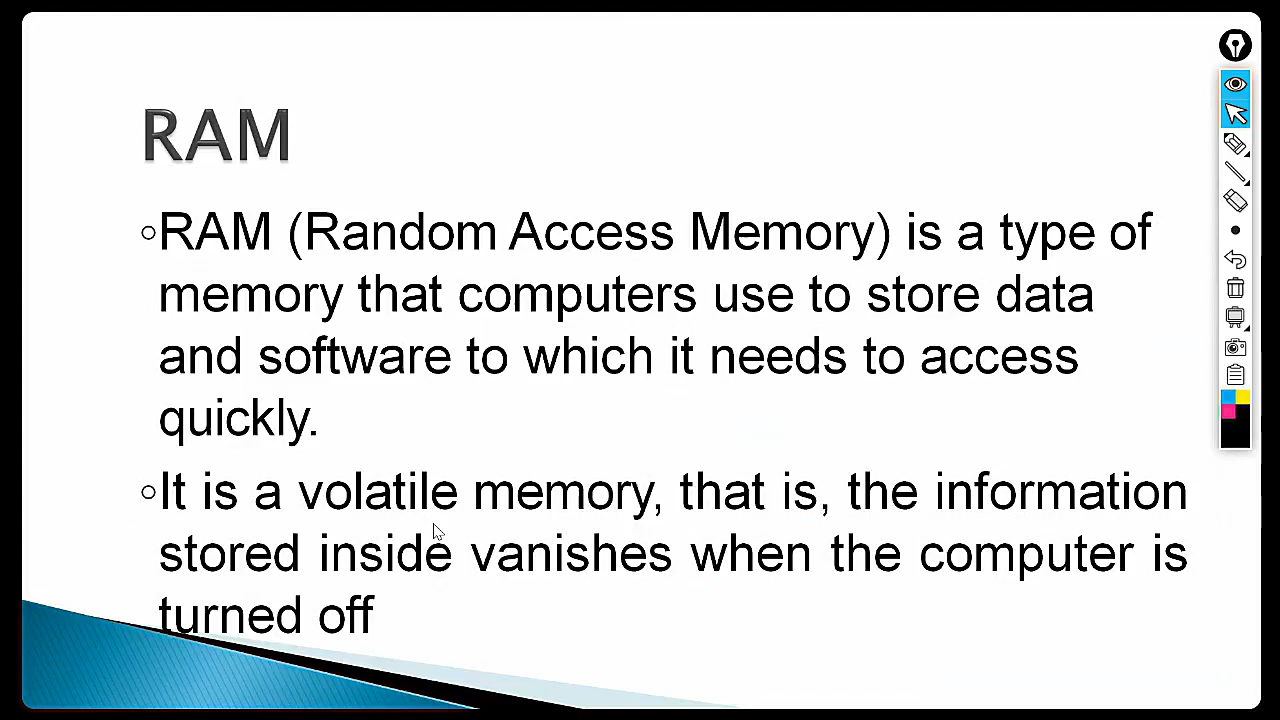 RAM
◦RAM (Random Access Memory) is a type of
memory that computers use to store data
and software to which it needs to access
quickly.
◦It is a volatile memory, that is, the information
stored inside vanishes when the computer is
turned off